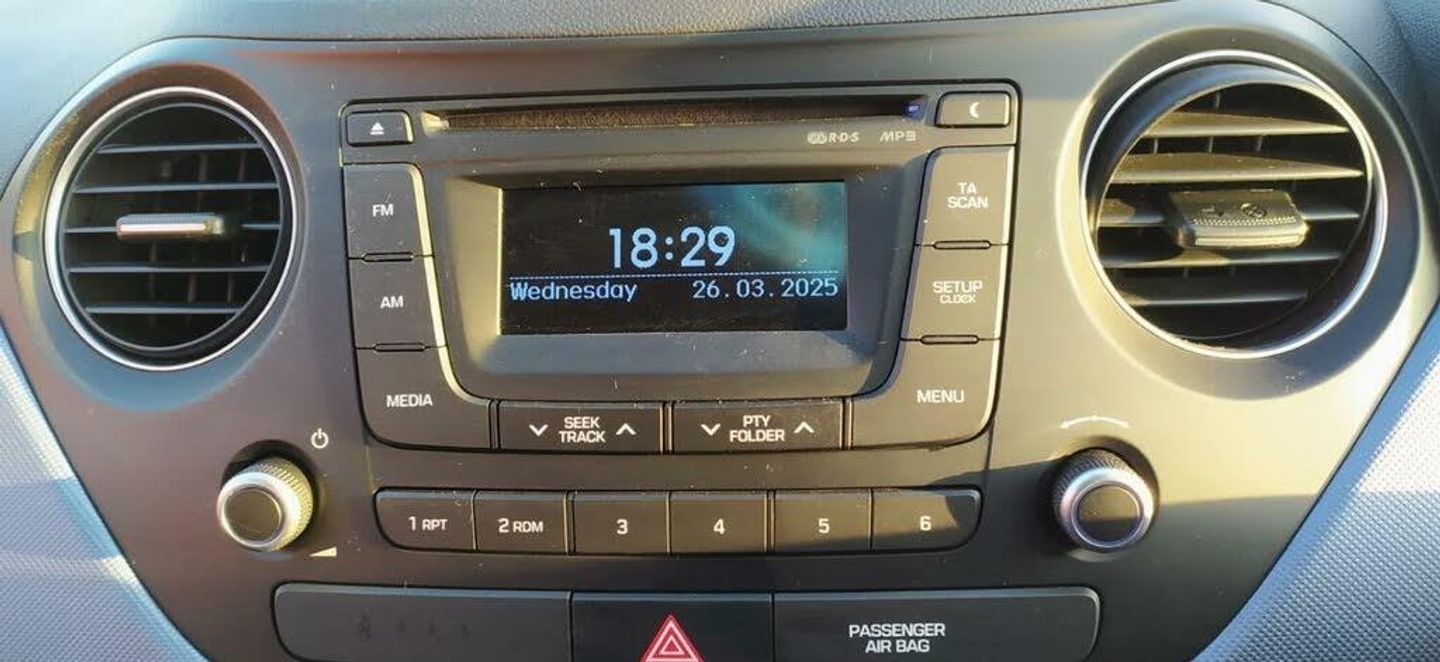 R·D·S MP3
FM
TA
SCAN
18:29
Wednesday 26.03.2025
AM
SETUP
CLOCK
MEDIA
MENU
SEEK
TRACK
PTY
FOLDER
1 RPT
2 RDM
3
4
5
6
PASSENGER
AIR BAG